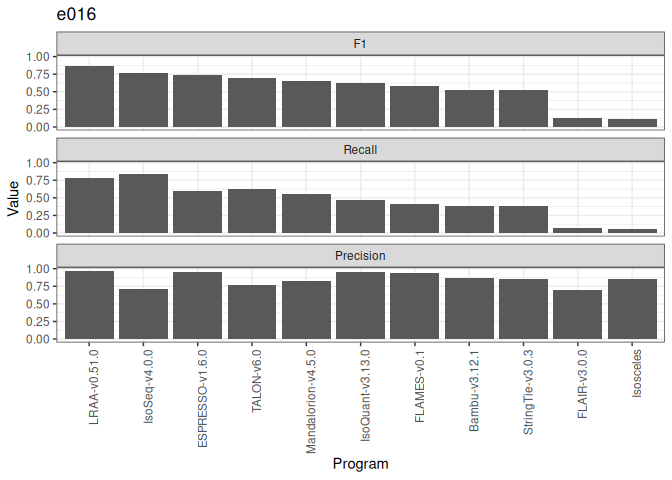 e016
F1
1.00
0.75
0.50
0.25
0.00
Recall
1.00
0.75
0.50
0.25
0.00
Precision
1.00
0.75
0.50
0.25
0.00
Value
LRAA-v0.51.0
IsoSeq-v4.0.0
ESPRESSO-v1.6.0
TALON-v6.0
Mandalorion-v4.5.0
IsoQuant-v3.13.0
FLAMES-v0.1
Bambu-v3.12.1
StringTie-v3.0.3
FLAIR-v3.0.0
Isosceles
Program